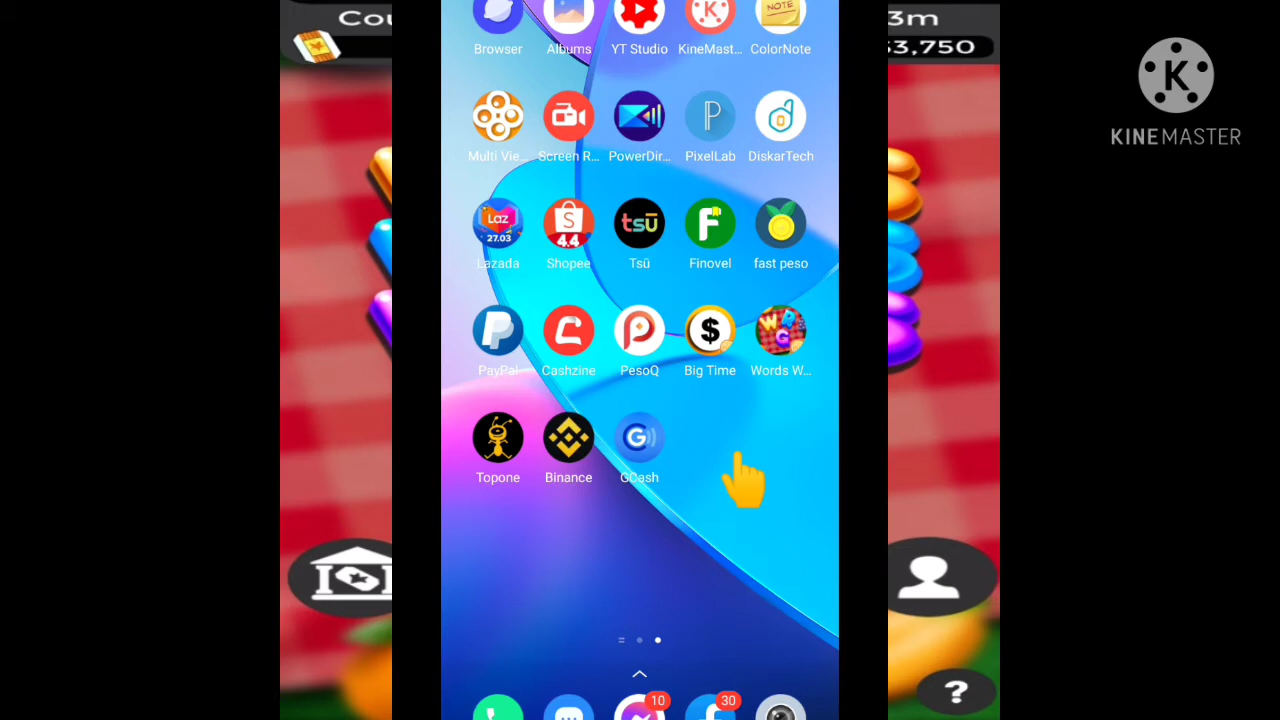 Cou
3m
63,750
NOTE
Browser Albums YT Studio KineMast... ColorNote
K
KINEMASTER
Multi Vie... Screen R... PowerDir... PixelLab DiskarTech
Laz
27.03
4.4
tsū
Lazada Shopee Tsū Finovel fast peso
WRDS
G
PayPal Cashzine PesoQ Big Time Words W...
Topone Binance GCash
10
30
?